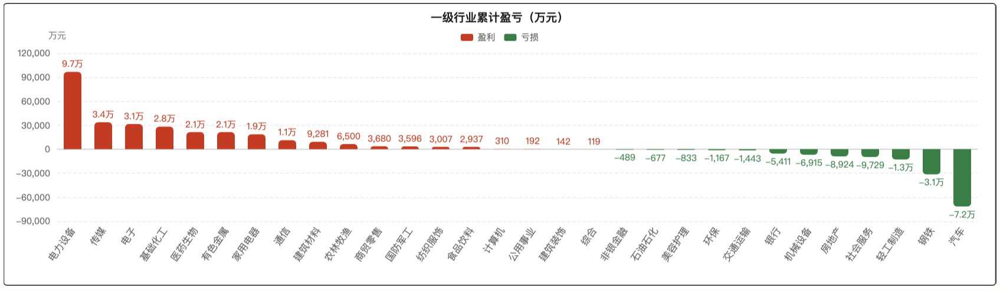 一级行业累计盈亏（万元）
盈利 亏损
万元
120,000
90,000
60,000
30,000
0
−30,000
−60,000
−90,000
9.7万
3.4万
3.1万
2.8万
2.1万
2.1万
1.9万
1.1万
9,281
6,500
3,680
3,596
3,007
2,937
310
192
142
119
−489
−677
−833
−1,167
−1,443
−5,411
−6,915
−8,924
−9,729
−1.3万
−3.1万
−7.2万
电力设备
传媒
电子
基础化工
医药生物
有色金属
家用电器
通信
建筑材料
农林牧渔
商贸零售
国防军工
纺织服饰
食品饮料
计算机
公用事业
建筑装饰
综合
非银金融
石油石化
美容护理
环保
交通运输
银行
机械设备
房地产
社会服务
轻工制造
钢铁
汽车